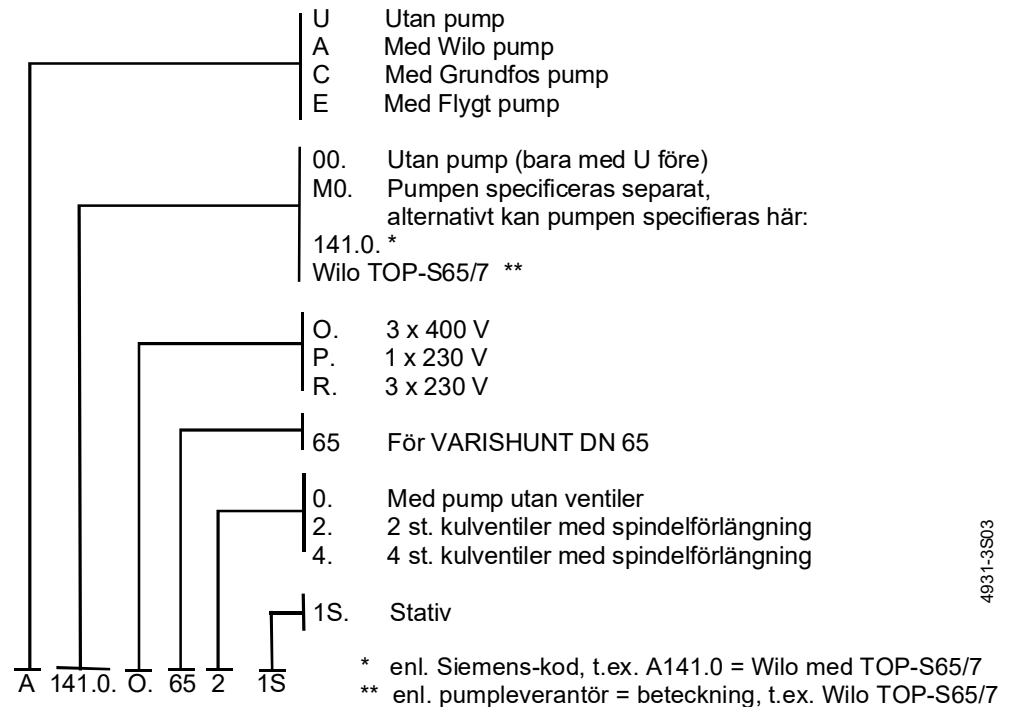 U Utan pump
A Med Wilo pump
C Med Grundfos pump
E Med Flygt pump
00. Utan pump (bara med U före)
M0. Pumpen specificeras separat,
alternativt kan pumpen specifieras här:
141.0. *
Wilo TOP-S65/7 **
O. 3 x 400 V
P. 1 x 230 V
R. 3 x 230 V
65 För VARISHUNT DN 65
0. Med pump utan ventiler
2. 2 st. kulventiler med spindelförlängning
4. 4 st. kulventiler med spindelförlängning
1S. Stativ
A 141.0. O. 65 2 1S
* enl. Siemens-kod, t.ex. A141.0 = Wilo med TOP-S65/7
** enl. pumpleverantör = beteckning, t.ex. Wilo TOP-S65/7
4931-3S03